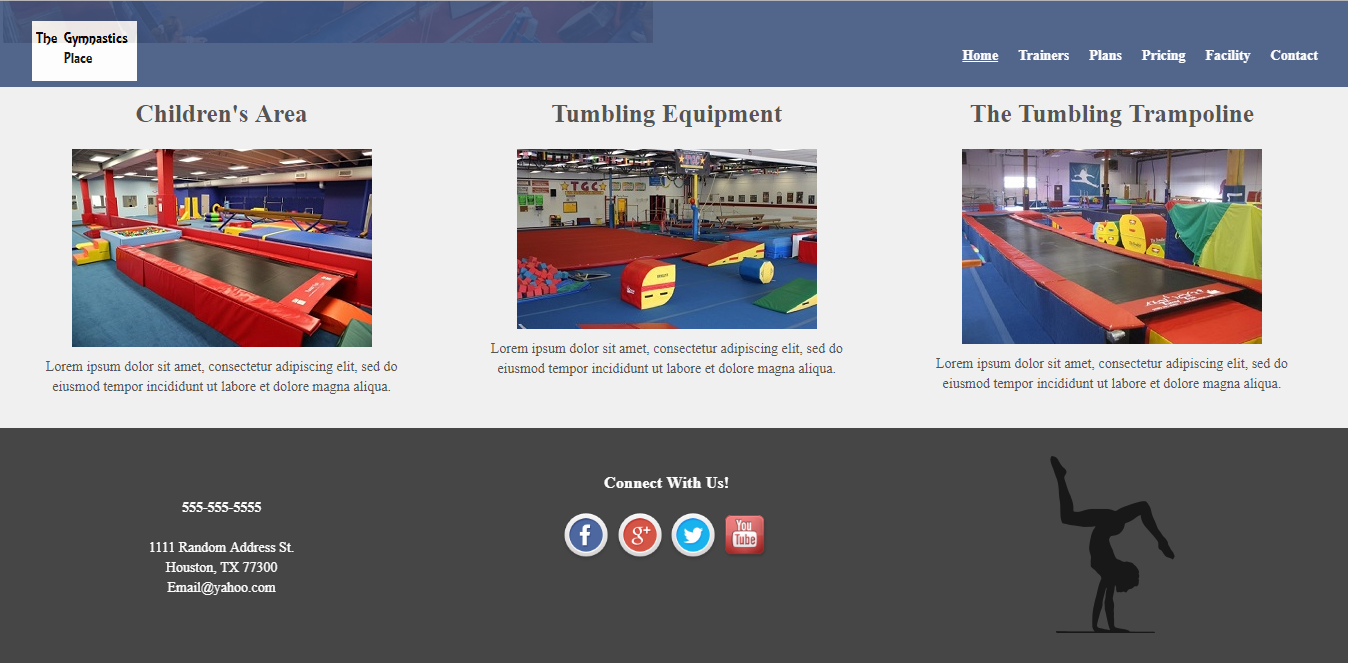 The Gymnastics
Place
Home Trainers Plans Pricing Facility Contact
Children's Area
Tumbling Equipment
The Tumbling Trampoline
TGC
Lorem ipsum dolor sit amet, consectetur adipiscing elit, sed do
eiusmod tempor incididunt ut labore et dolore magna aliqua.
Lorem ipsum dolor sit amet, consectetur adipiscing elit, sed do
eiusmod tempor incididunt ut labore et dolore magna aliqua.
Lorem ipsum dolor sit amet, consectetur adipiscing elit, sed do
eiusmod tempor incididunt ut labore et dolore magna aliqua.
555-555-5555
1111 Random Address St.
Houston, TX 77300
Email@yahoo.com
Connect With Us!
f
g+
You
Tube